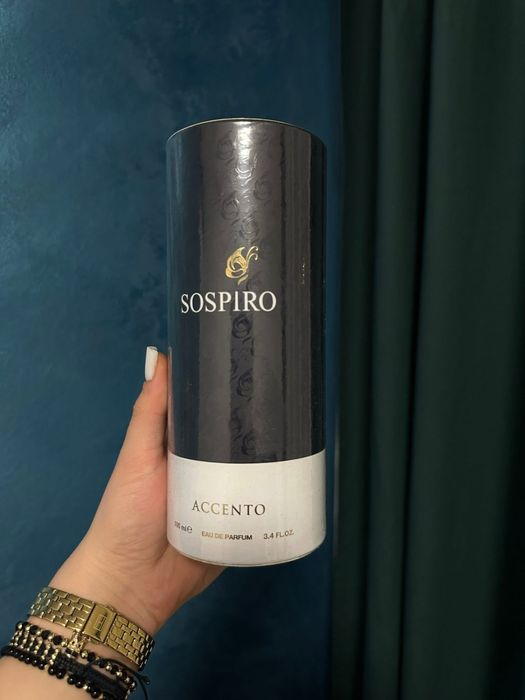 SOSPIRO
ACCENTO
100 ml e EAU DE PARFUM 3.4 FL.OZ.